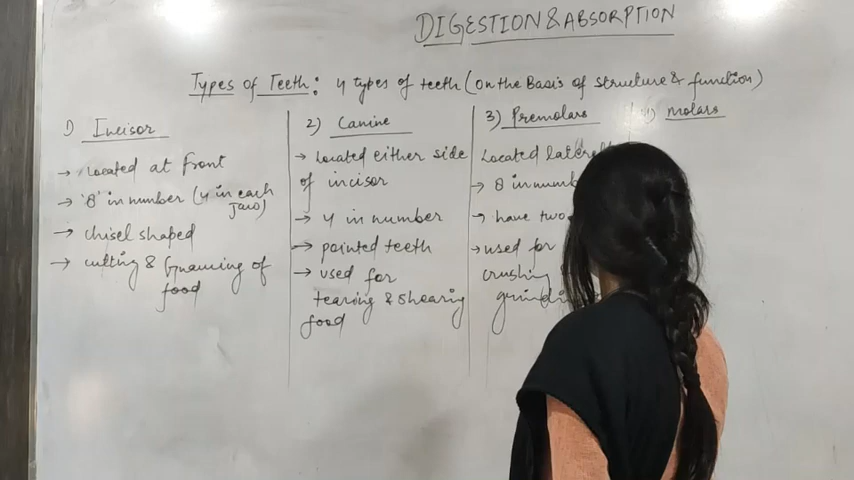 DIGESTION & ABSORPTION
Types of Teeth: 4 types of teeth (On the Basis of structure & function)
1) Incisor
→ Located at front
→ '8' in number (4 in each
Jaw)
→ chisel shaped
→ cutting & Gnawing of
food
2) Canine
→ Located either side
of incisor
→ 4 in number
→ pointed teeth
→ used for
tearing & shearing
food
3) Premolars
Located
→ 8 in numb
→ have two
→ used for
crushing
grindin
4) Molars